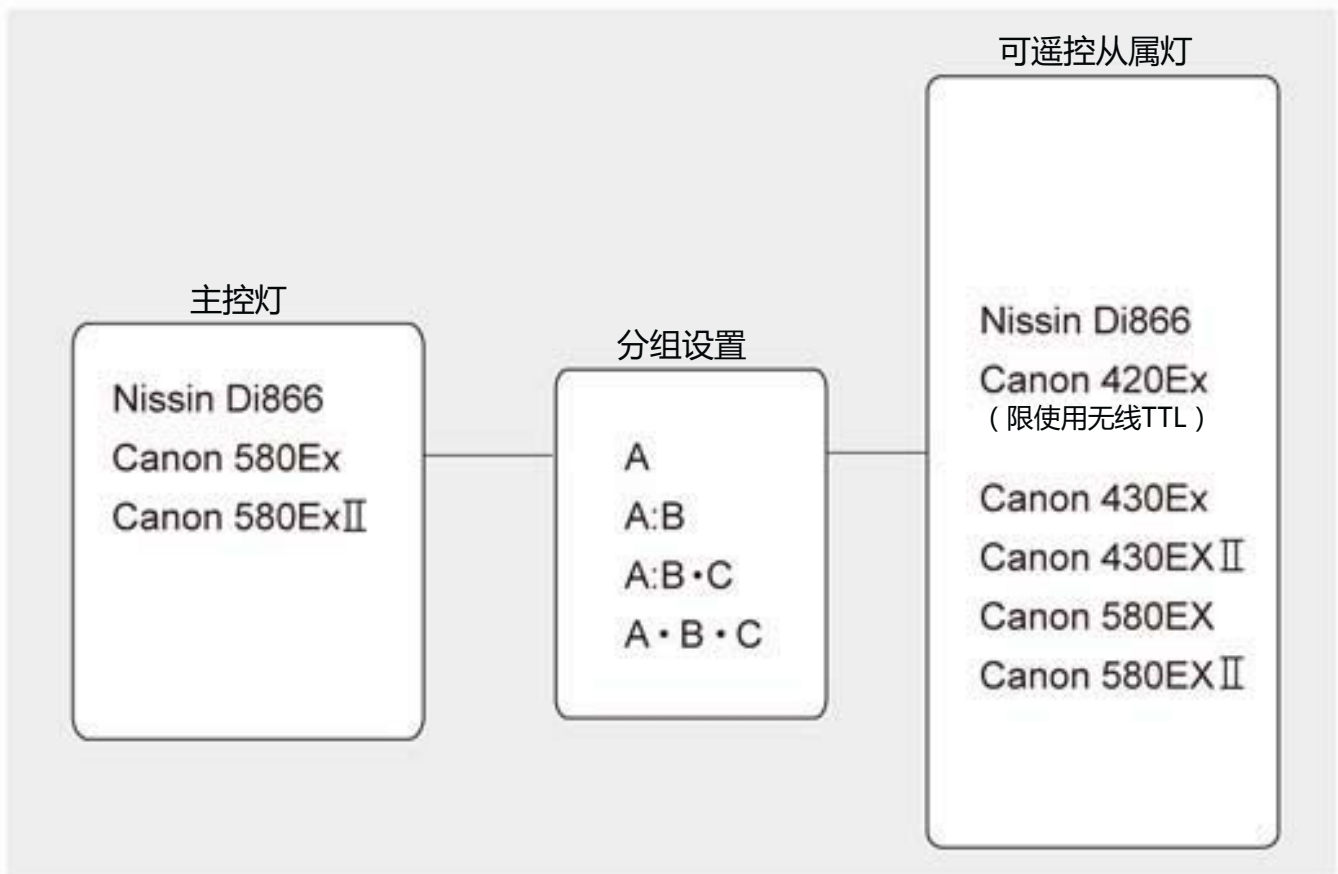 主控灯
Nissin Di866
Canon 580Ex
Canon 580ExⅡ
分组设置
A
A:B
A:B•C
A•B•C
可遥控从属灯
Nissin Di866
Canon 420Ex
（限使用无线TTL）
Canon 430Ex
Canon 430EXⅡ
Canon 580EX
Canon 580EXⅡ